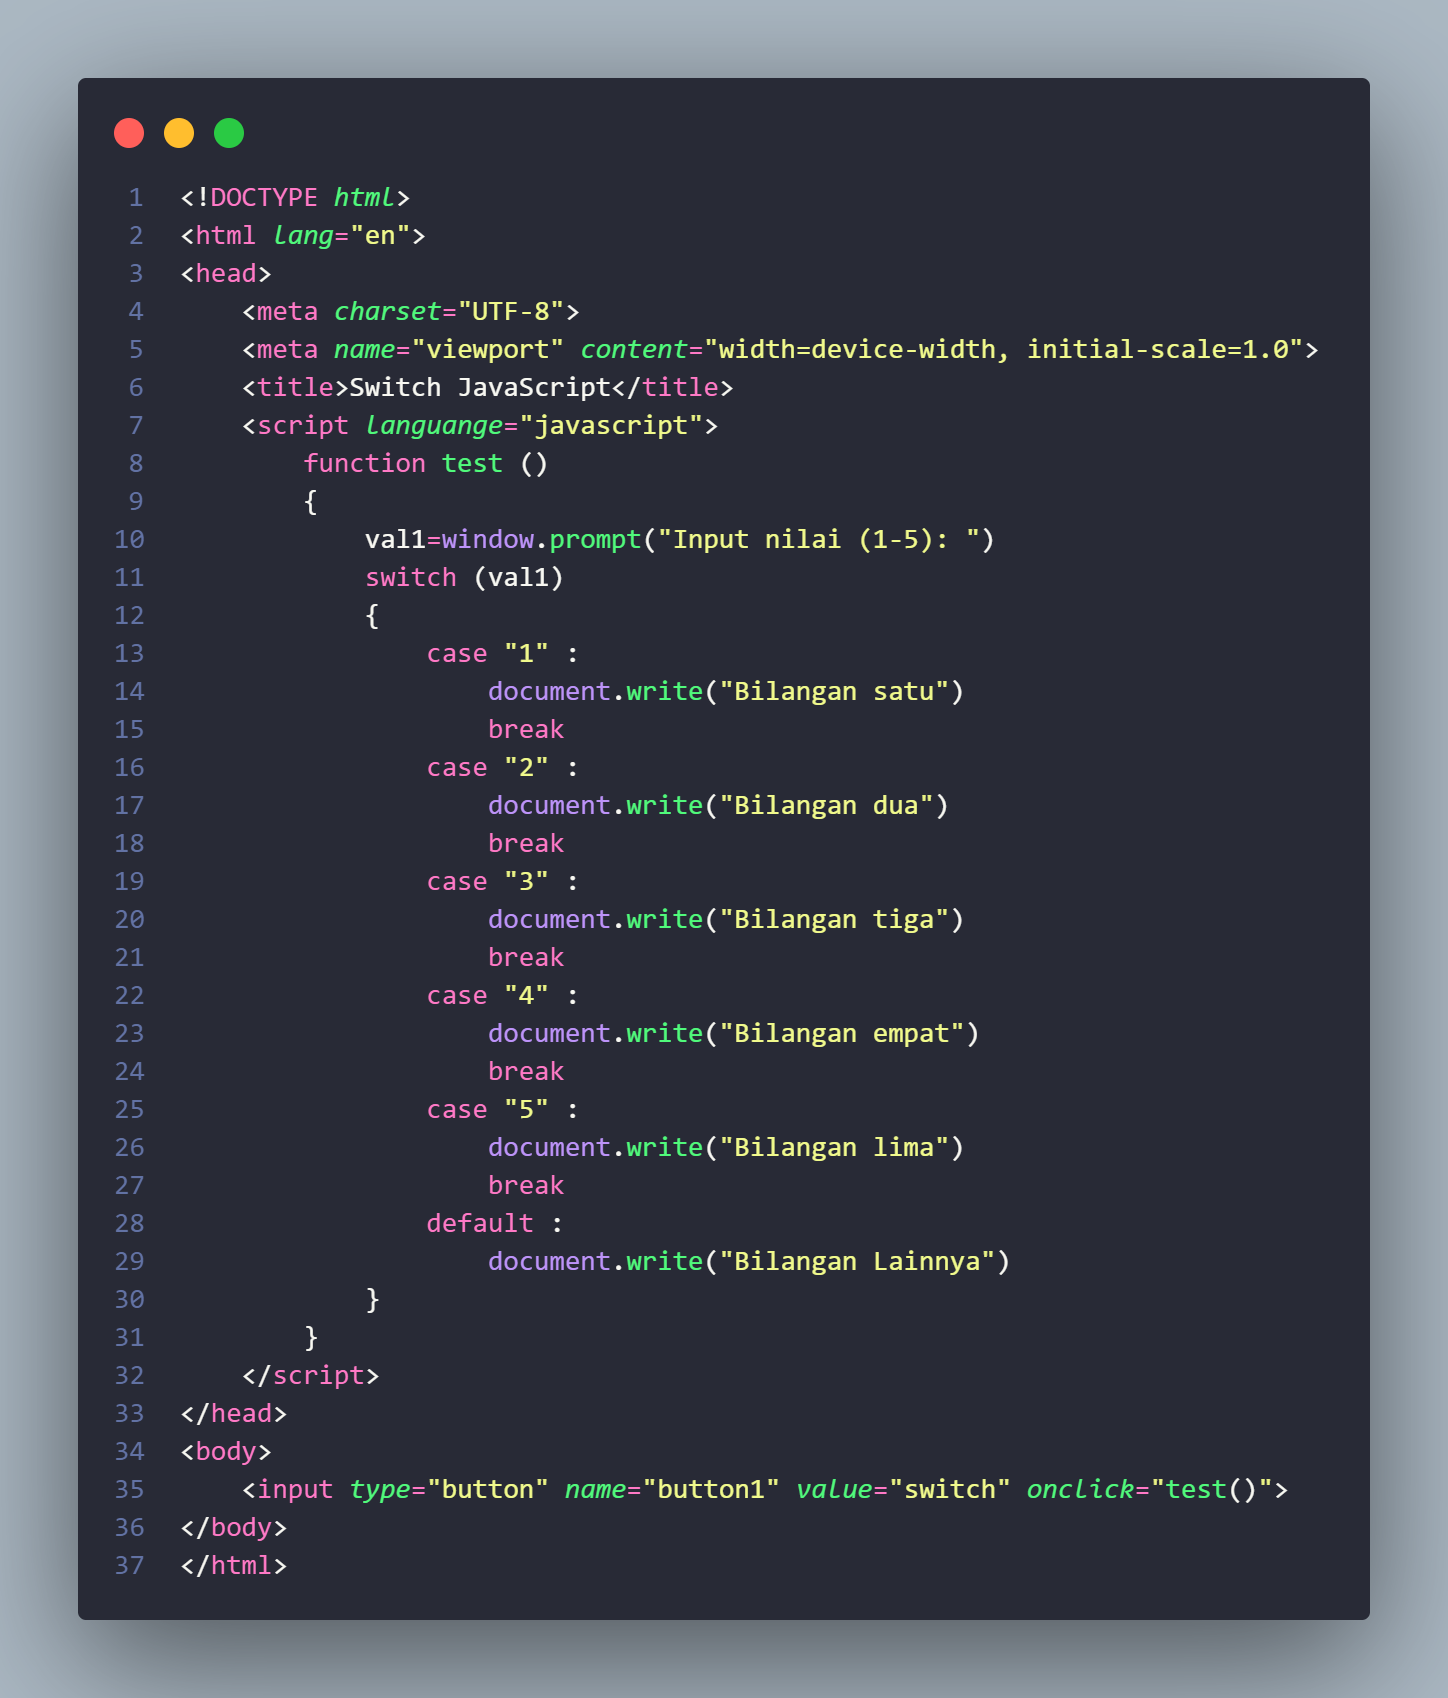 1 <!DOCTYPE html>
2 <html lang="en">
3 <head>
4     <meta charset="UTF-8">
5     <meta name="viewport" content="width=device-width, initial-scale=1.0">
6     <title>Switch JavaScript</title>
7     <script languange="javascript">
8         function test ()
9         {
10             val1=window.prompt("Input nilai (1-5): ")
11             switch (val1)
12             {
13                 case "1" :
14                     document.write("Bilangan satu")
15                     break
16                 case "2" :
17                     document.write("Bilangan dua")
18                     break
19                 case "3" :
20                     document.write("Bilangan tiga")
21                     break
22                 case "4" :
23                     document.write("Bilangan empat")
24                     break
25                 case "5" :
26                     document.write("Bilangan lima")
27                     break
28                 default :
29                     document.write("Bilangan Lainnya")
30             }
31         }
32     </script>
33 </head>
34 <body>
35     <input type="button" name="button1" value="switch" onclick="test()">
36 </body>
37 </html>